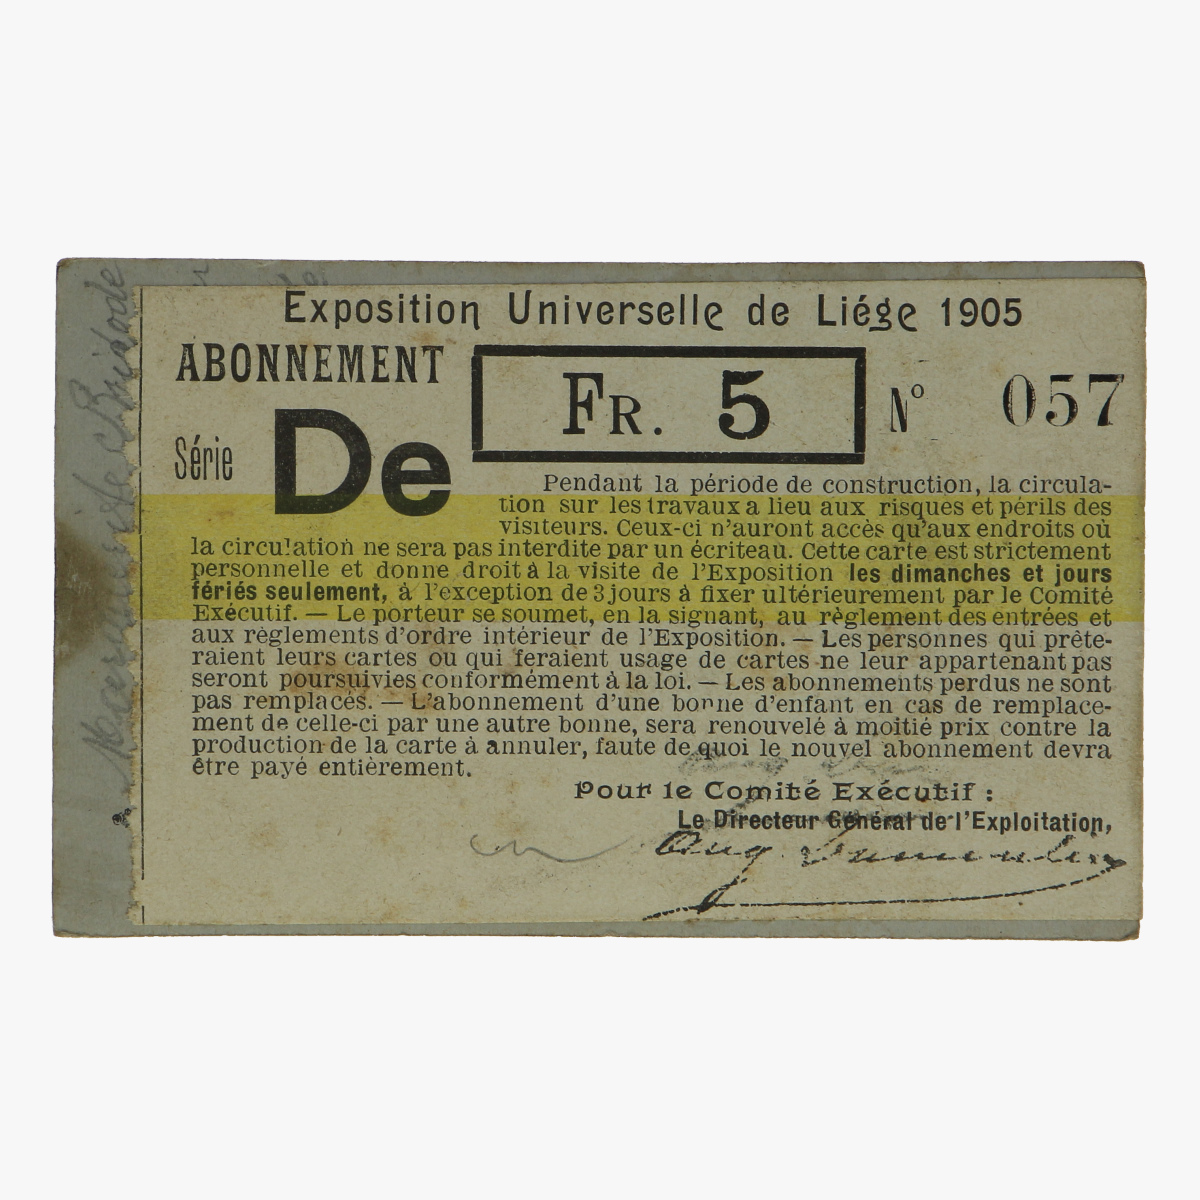 Exposition Universelle de Liége 1905
ABONNEMENT
Fr. 5
N° 057
Série De
Pendant la période de construction, la circula-
tion sur les travaux a lieu aux risques et périls des
visiteurs. Ceux-ci n'auront accès qu'aux endroits où
la circulation ne sera pas interdite par un écriteau. Cette carte est strictement
personnelle et donne droit à la visite de l'Exposition les dimanches et jours
fériés seulement, à l'exception de 3 jours à fixer ultérieurement par le Comité
Exécutif. — Le porteur se soumet, en la signant, au règlement des entrées et
aux règlements d'ordre intérieur de l'Exposition. — Les personnes qui prête-
raient leurs cartes ou qui feraient usage de cartes ne leur appartenant pas
seront poursuivies conformément à la loi. — Les abonnements perdus ne sont
pas remplacés. — L'abonnement d'une bonne d'enfant en cas de remplace-
ment de celle-ci par une autre bonne, sera renouvelé à moitié prix contre la
production de la carte à annuler, faute de quoi le nouvel abonnement devra
être payé entièrement.
Pour le Comité Exécutif :
Le Directeur Général de l'Exploitation,